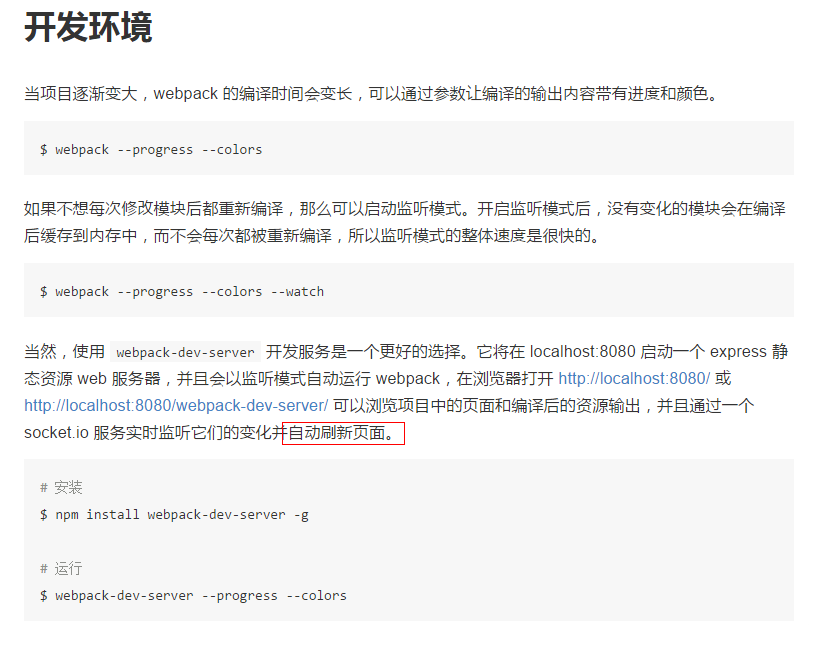 开发环境
当项目逐渐变大，webpack 的编译时间会变长，可以通过参数让编译的输出内容带有进度和颜色。
$ webpack --progress --colors
如果不想每次修改模块后都重新编译，那么可以启动监听模式。开启监听模式后，没有变化的模块会在编译
后缓存到内存中，而不会每次都被重新编译，所以监听模式的整体速度是很快的。
$ webpack --progress --colors --watch
当然，使用 webpack-dev-server 开发服务是一个更好的选择。它将在 localhost:8080 启动一个 express 静
态资源 web 服务器，并且会以监听模式自动运行 webpack，在浏览器打开 http://localhost:8080/ 或
http://localhost:8080/webpack-dev-server/ 可以浏览项目中的页面和编译后的资源输出，并且通过一个
socket.io 服务实时监听它们的变化并自动刷新页面。
# 安装
$ npm install webpack-dev-server -g
# 运行
$ webpack-dev-server --progress --colors